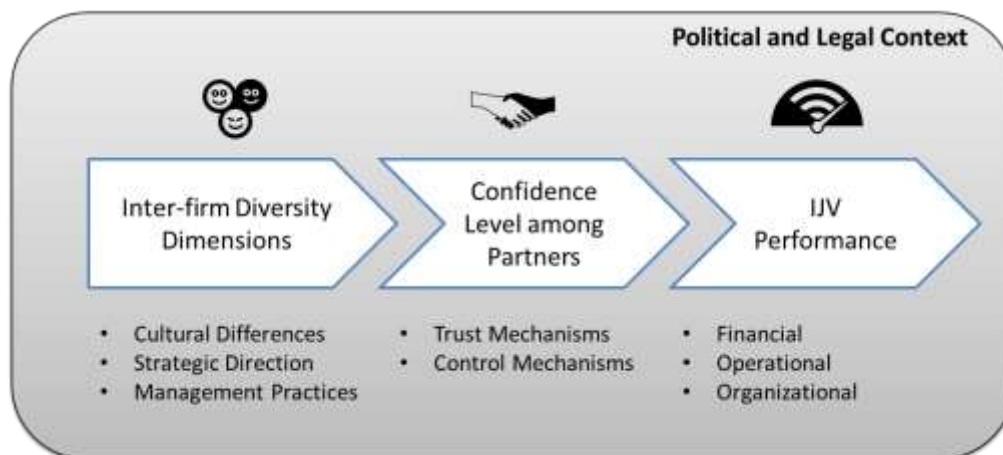 Political and Legal Context
Inter-firm Diversity
Dimensions
Confidence
Level among
Partners
IJV
Performance
• Cultural Differences
• Strategic Direction
• Management Practices
• Trust Mechanisms
• Control Mechanisms
• Financial
• Operational
• Organizational